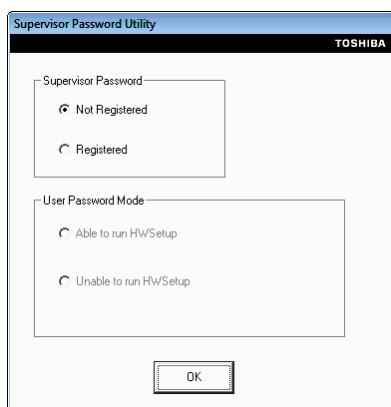 Supervisor Password Utility
TOSHIBA
Supervisor Password
Not Registered
Registered
User Password Mode
Able to run HWSetup
Unable to run HWSetup
OK